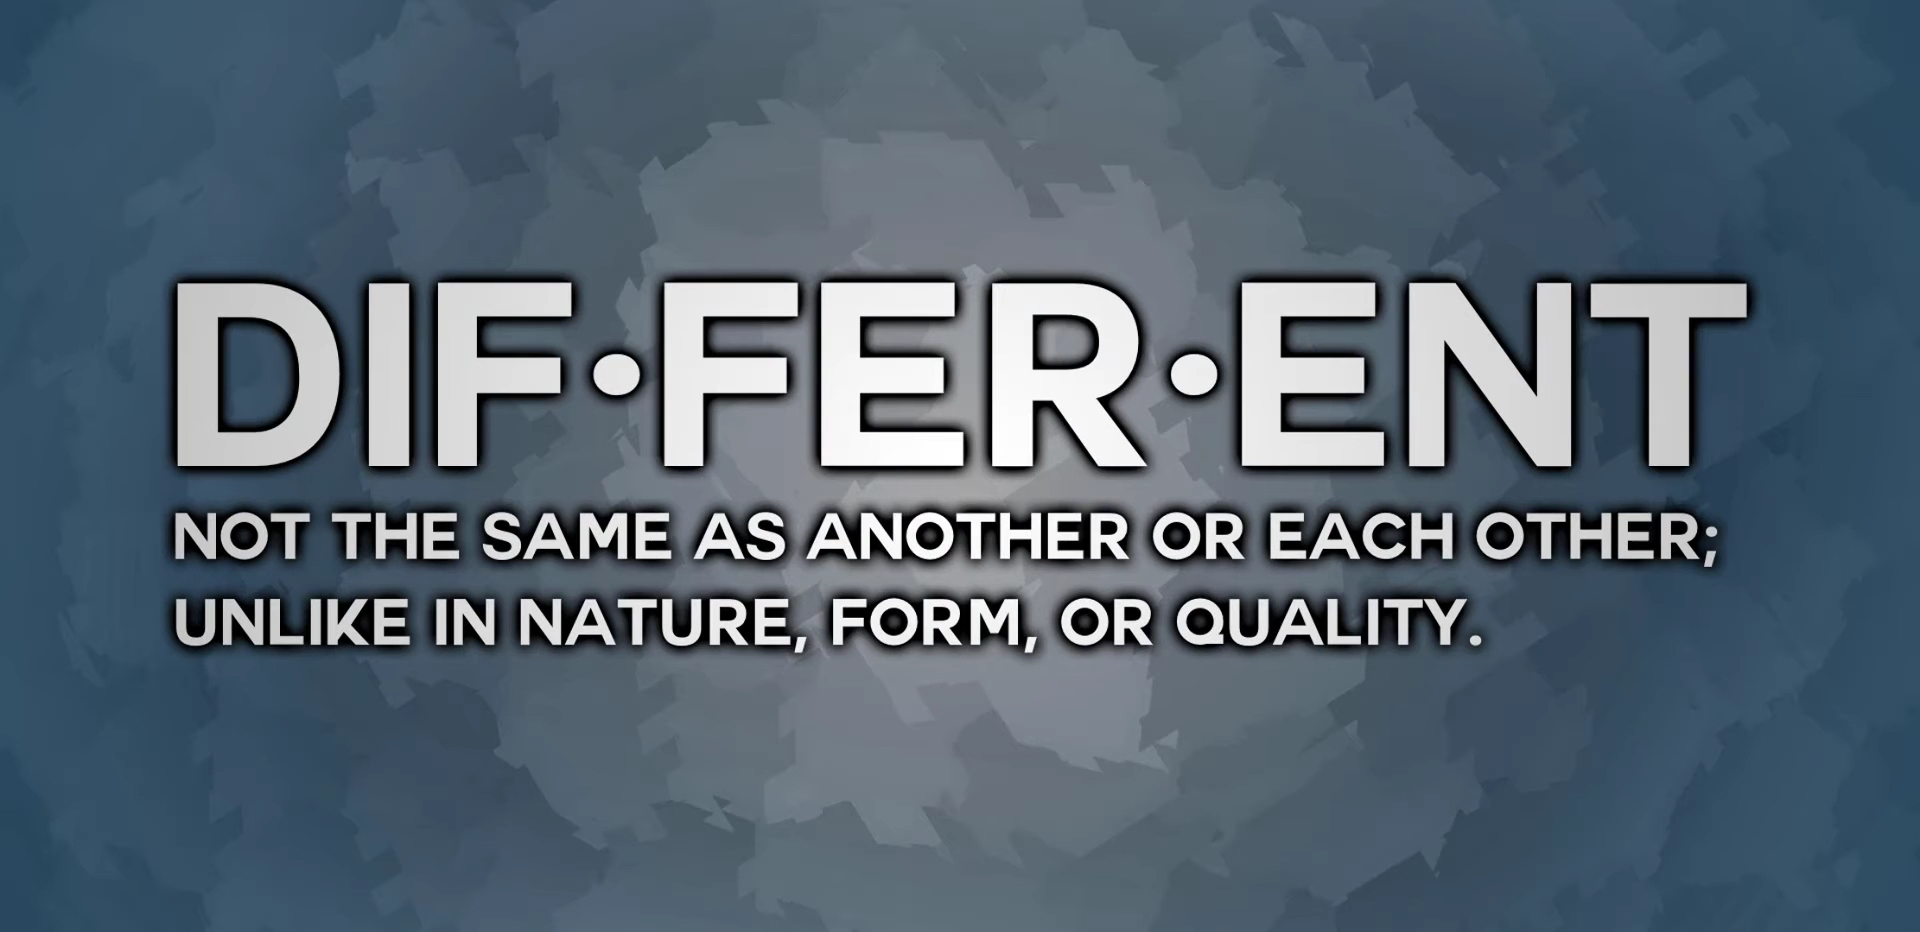 DIF•FER•ENT
NOT THE SAME AS ANOTHER OR EACH OTHER;
UNLIKE IN NATURE, FORM, OR QUALITY.